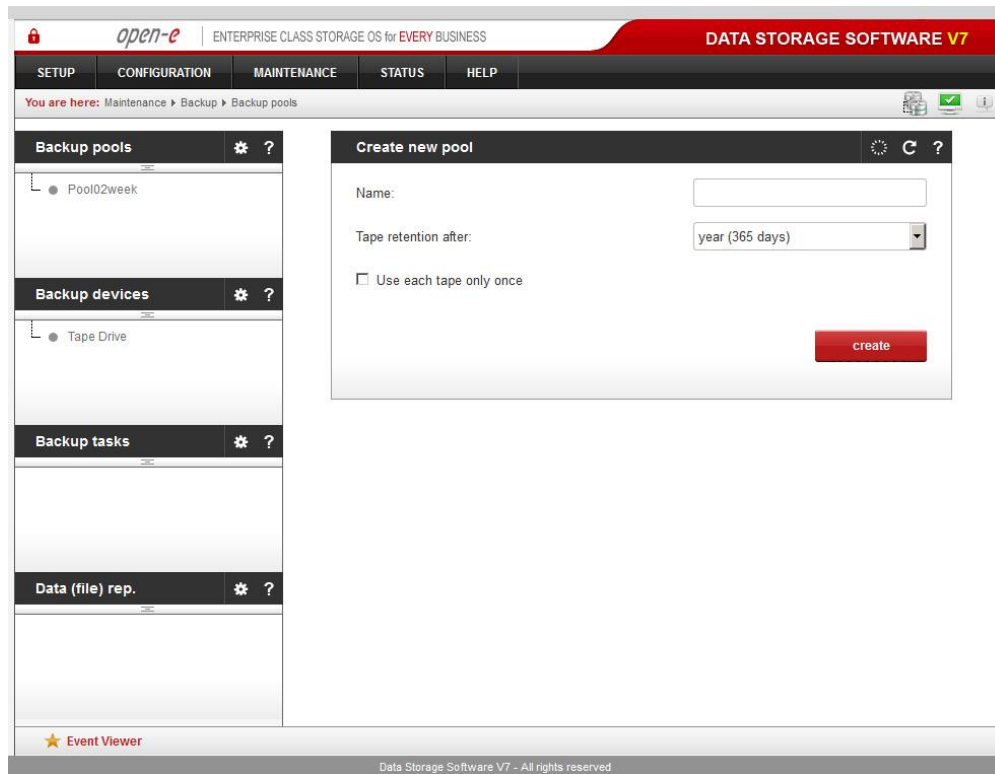 open-e ENTERPRISE CLASS STORAGE OS for EVERY BUSINESS
DATA STORAGE SOFTWARE V7
SETUP CONFIGURATION MAINTENANCE STATUS HELP
You are here: Maintenance Backup Backup pools
Backup pools ?
Pool02week
Backup devices ?
Tape Drive
Backup tasks ?
Data (file) rep. ?
Create new pool ?
Name:
Tape retention after: year (365 days)
Use each tape only once
create
Event Viewer
Data Storage Software V7 - All rights reserved